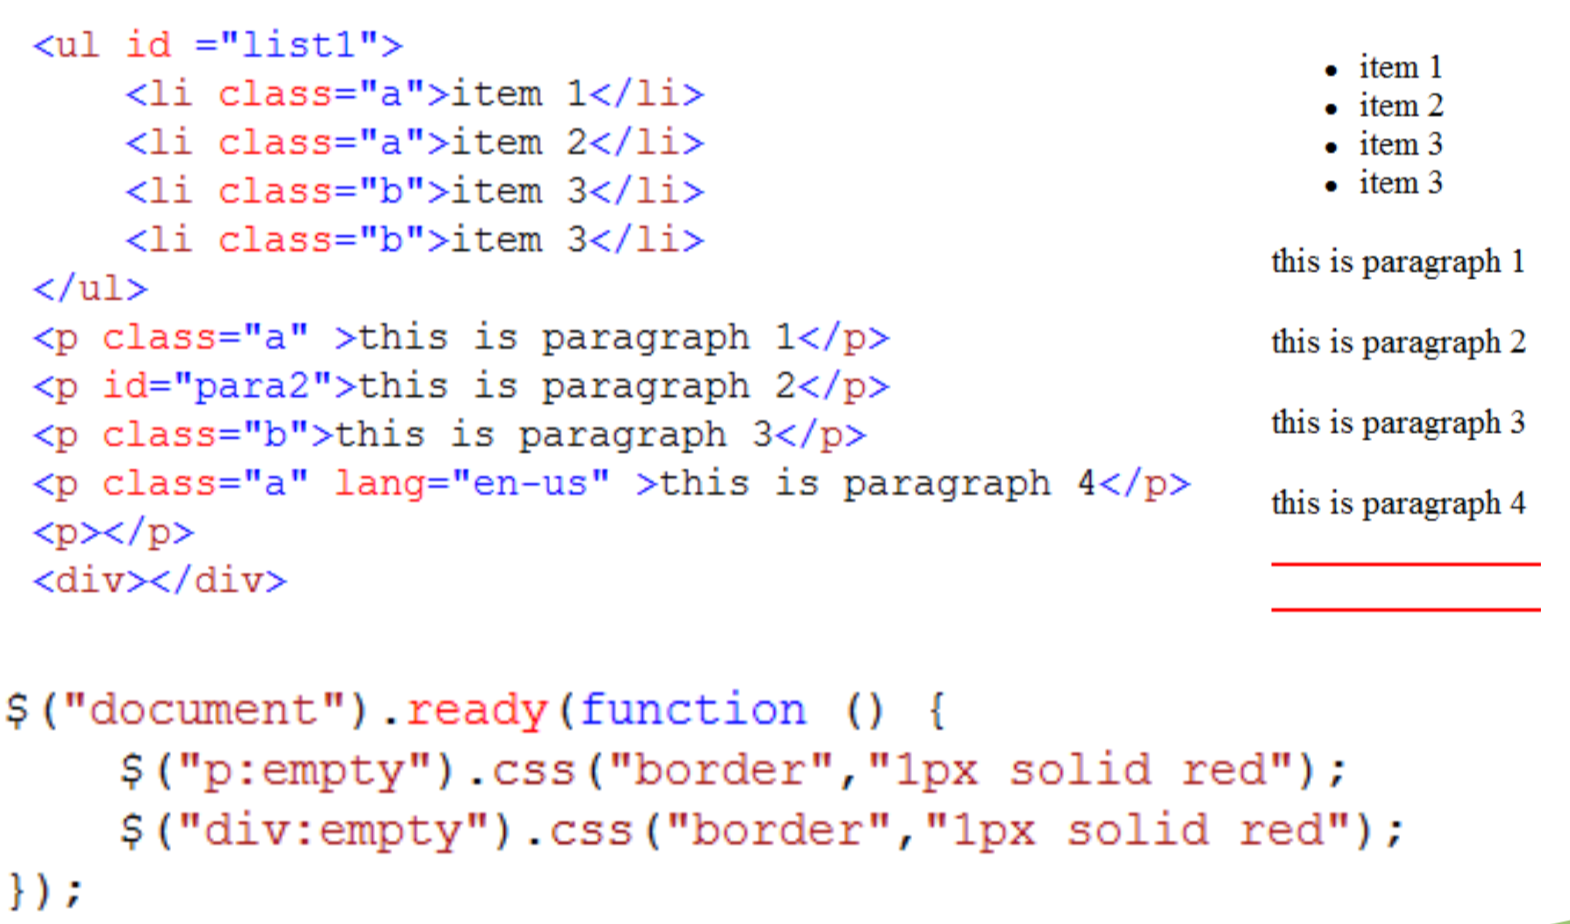 <ul id ="list1">
<li class="a">item 1</li>
<li class="a">item 2</li>
<li class="b">item 3</li>
<li class="b">item 3</li>
</ul>
<p class="a" >this is paragraph 1</p>
<p id="para2">this is paragraph 2</p>
<p class="b">this is paragraph 3</p>
<p class="a" lang="en-us" >this is paragraph 4</p>
<p></p>
<div></div>
item 1
item 2
item 3
item 3
this is paragraph 1
this is paragraph 2
this is paragraph 3
this is paragraph 4
$("document").ready(function () {
$("p:empty").css("border","1px solid red");
$("div:empty").css("border","1px solid red");
});